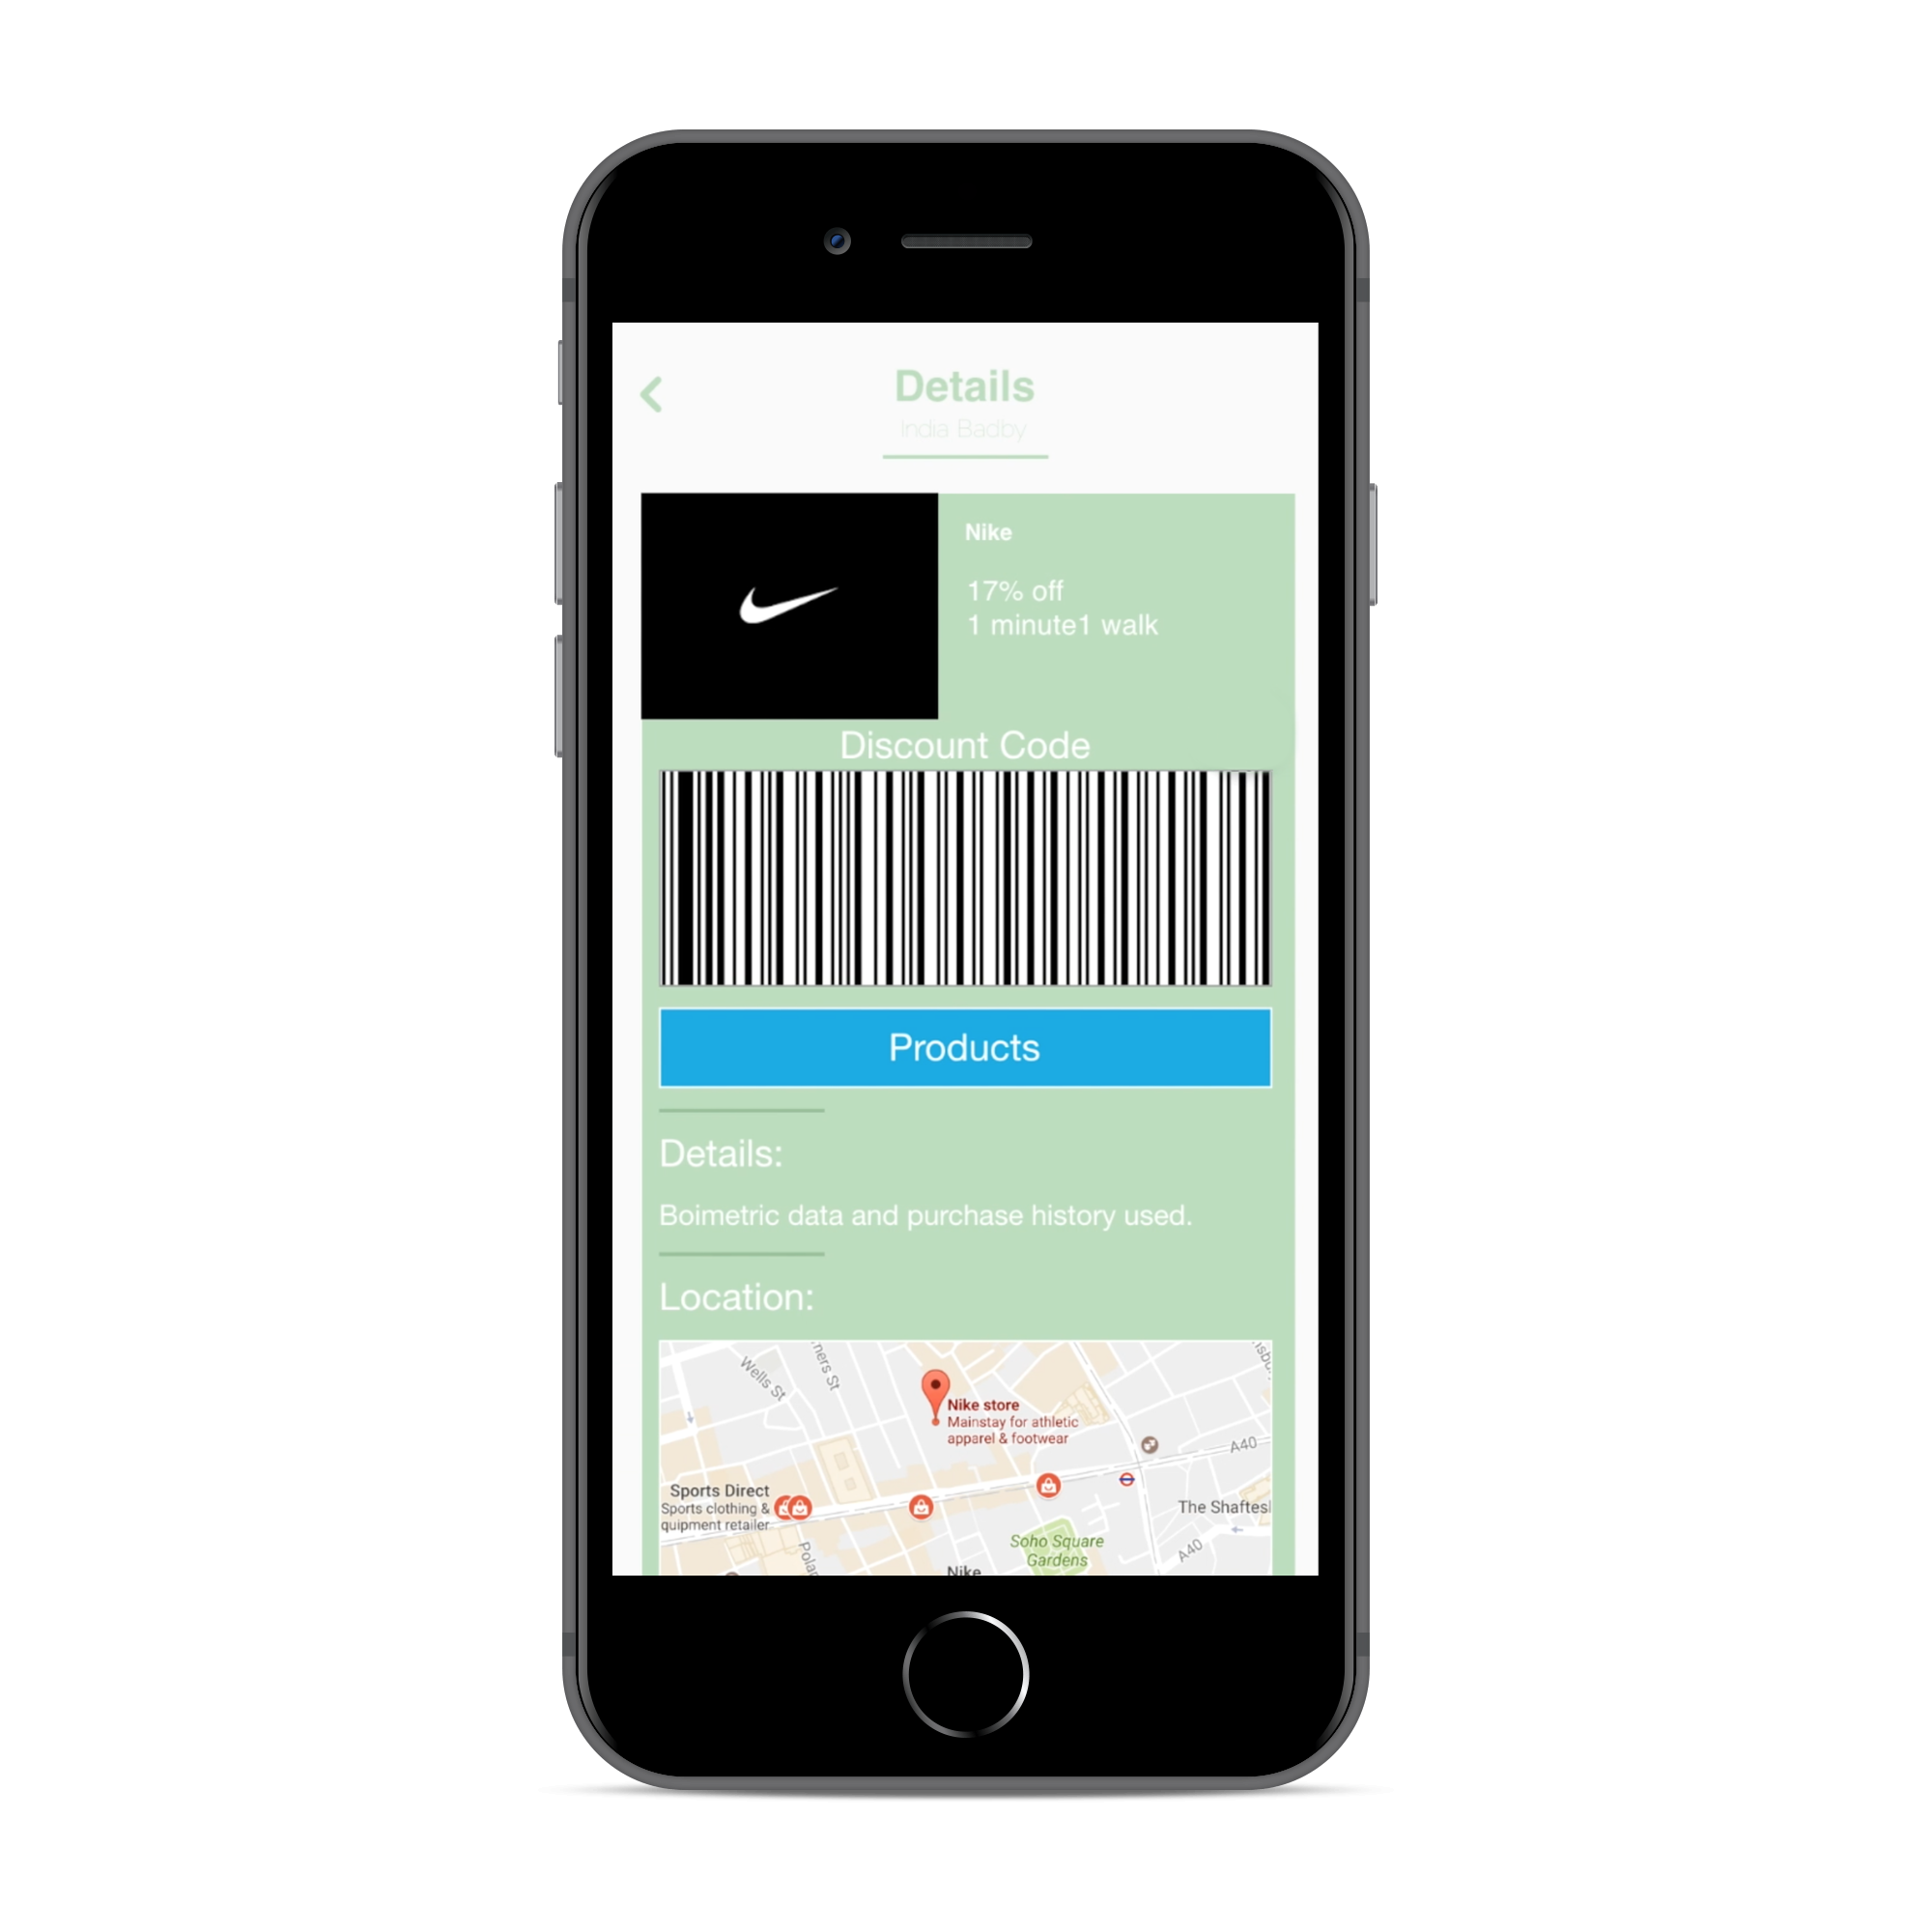 Details
India Badby
Nike
17% off
1 minute1 walk
Discount Code
Products
Details:
Boimetric data and purchase history used.
Location:
Wells St
ners St
Nike store
Mainstay for athletic
apparel & footwear
A40
Sports Direct
Sports clothing &
quipment retailer
The Shaftesb
Soho Square
Gardens
A40
Polan
Nike